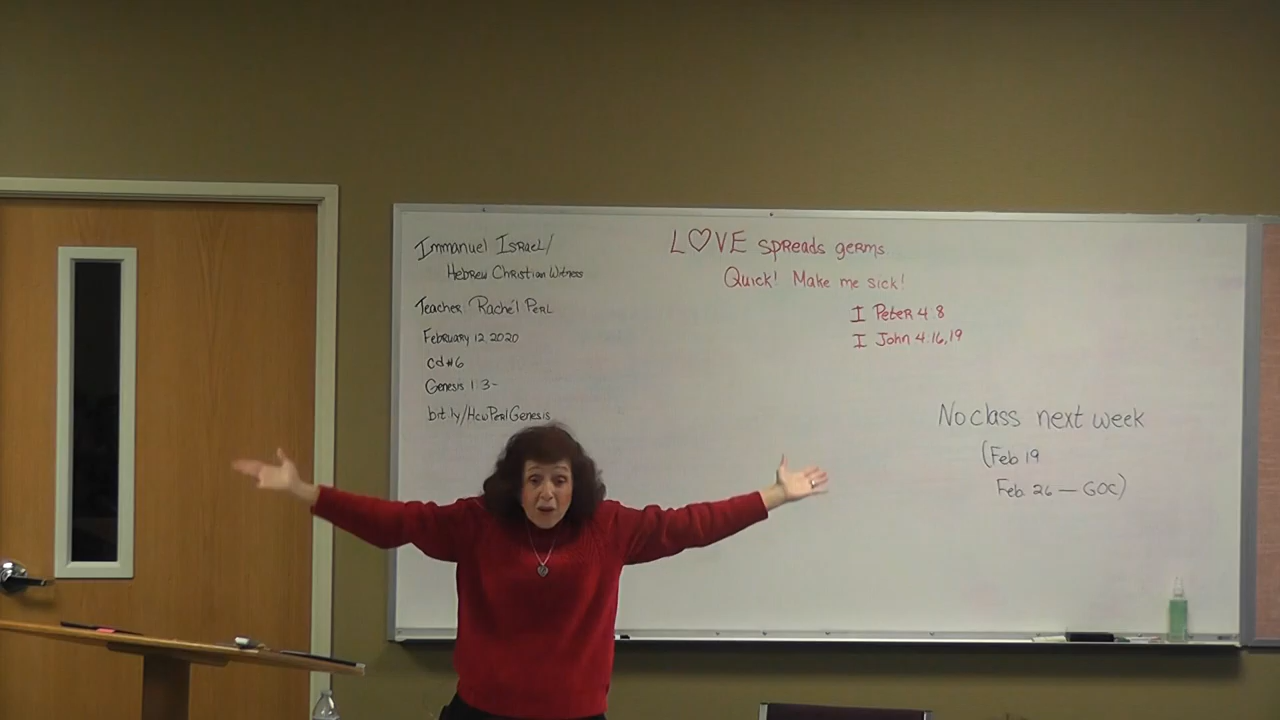 Immanuel Israel/
Hebrew Christian Witness
Teacher: Rachél Perl
February 12, 2020
cd#6
Genesis 1:3-
bit.ly/HcwPerlGenesis
L♡VE spreads germs.
Quick! Make me sick!
I Peter 4:8
I John 4:16,19
No class next week
(Feb 19
Feb. 26 — GOC)